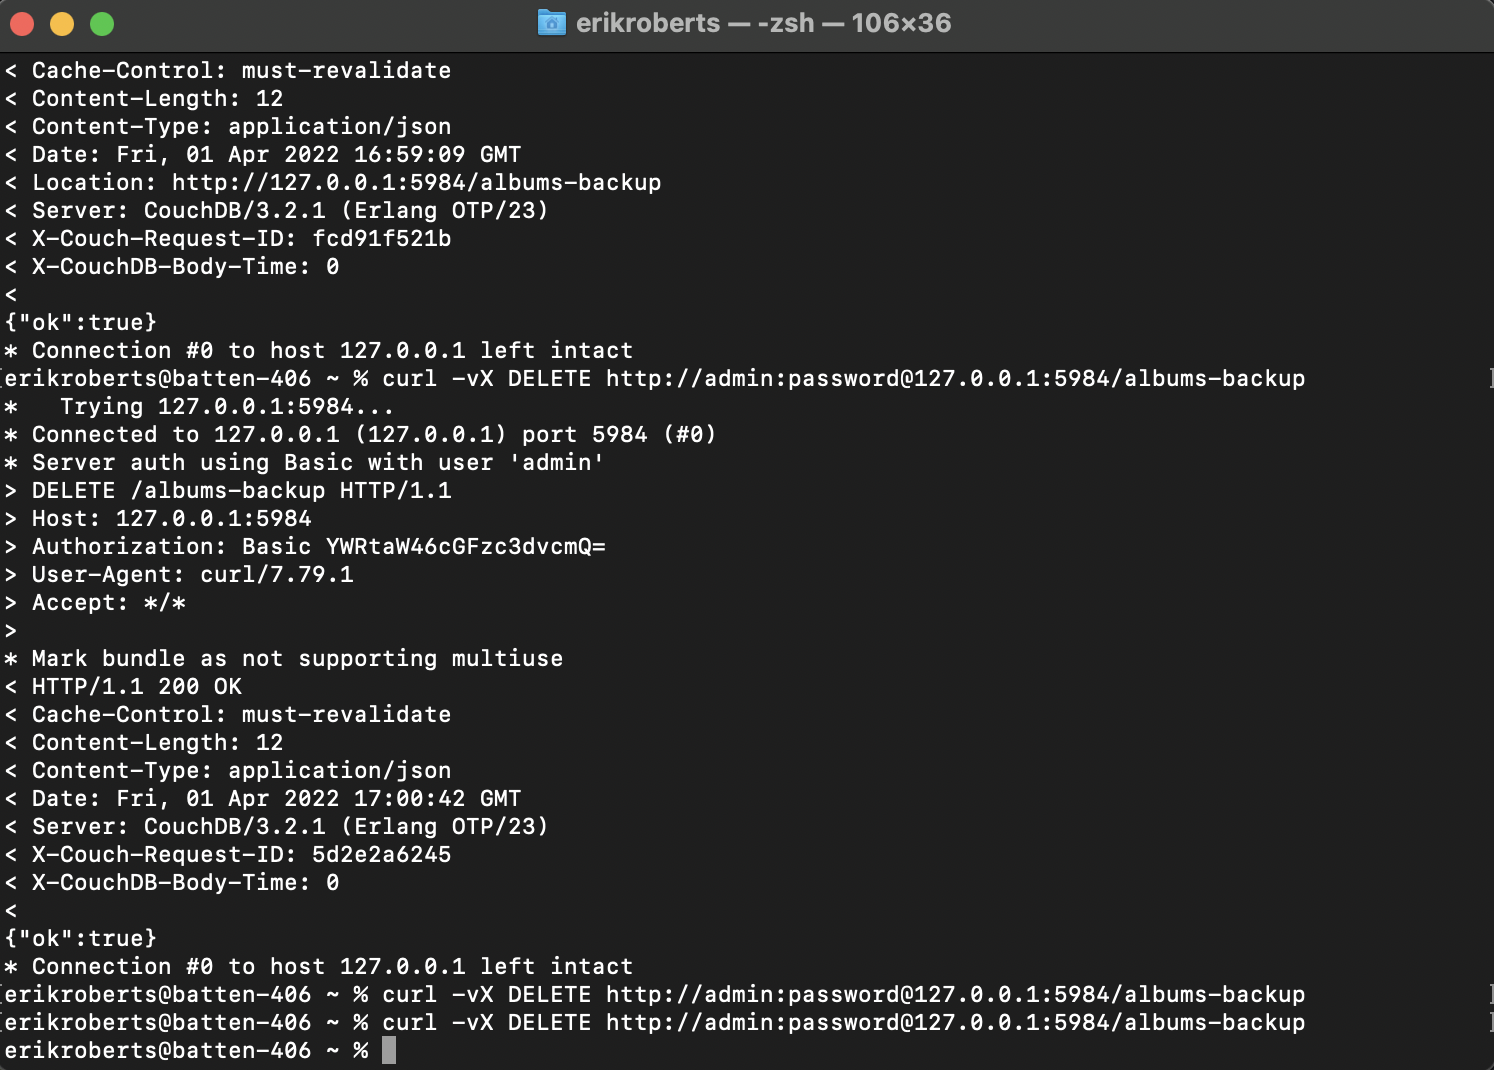 erikroberts — -zsh — 106×36
< Cache-Control: must-revalidate
< Content-Length: 12
< Content-Type: application/json
< Date: Fri, 01 Apr 2022 16:59:09 GMT
< Location: http://127.0.0.1:5984/albums-backup
< Server: CouchDB/3.2.1 (Erlang OTP/23)
< X-Couch-Request-ID: fcd91f521b
< X-CouchDB-Body-Time: 0
<
{"ok":true}
* Connection #0 to host 127.0.0.1 left intact
[erikroberts@batten-406 ~ % curl -vX DELETE http://admin:password@127.0.0.1:5984/albums-backup ]
*   Trying 127.0.0.1:5984...
* Connected to 127.0.0.1 (127.0.0.1) port 5984 (#0)
* Server auth using Basic with user 'admin'
> DELETE /albums-backup HTTP/1.1
> Host: 127.0.0.1:5984
> Authorization: Basic YWRtaW46cGFzc3dvcmQ=
> User-Agent: curl/7.79.1
> Accept: */*
>
* Mark bundle as not supporting multiuse
< HTTP/1.1 200 OK
< Cache-Control: must-revalidate
< Content-Length: 12
< Content-Type: application/json
< Date: Fri, 01 Apr 2022 17:00:42 GMT
< Server: CouchDB/3.2.1 (Erlang OTP/23)
< X-Couch-Request-ID: 5d2e2a6245
< X-CouchDB-Body-Time: 0
<
{"ok":true}
* Connection #0 to host 127.0.0.1 left intact
[erikroberts@batten-406 ~ % curl -vX DELETE http://admin:password@127.0.0.1:5984/albums-backup ]
[erikroberts@batten-406 ~ % curl -vX DELETE http://admin:password@127.0.0.1:5984/albums-backup ]
erikroberts@batten-406 ~ %